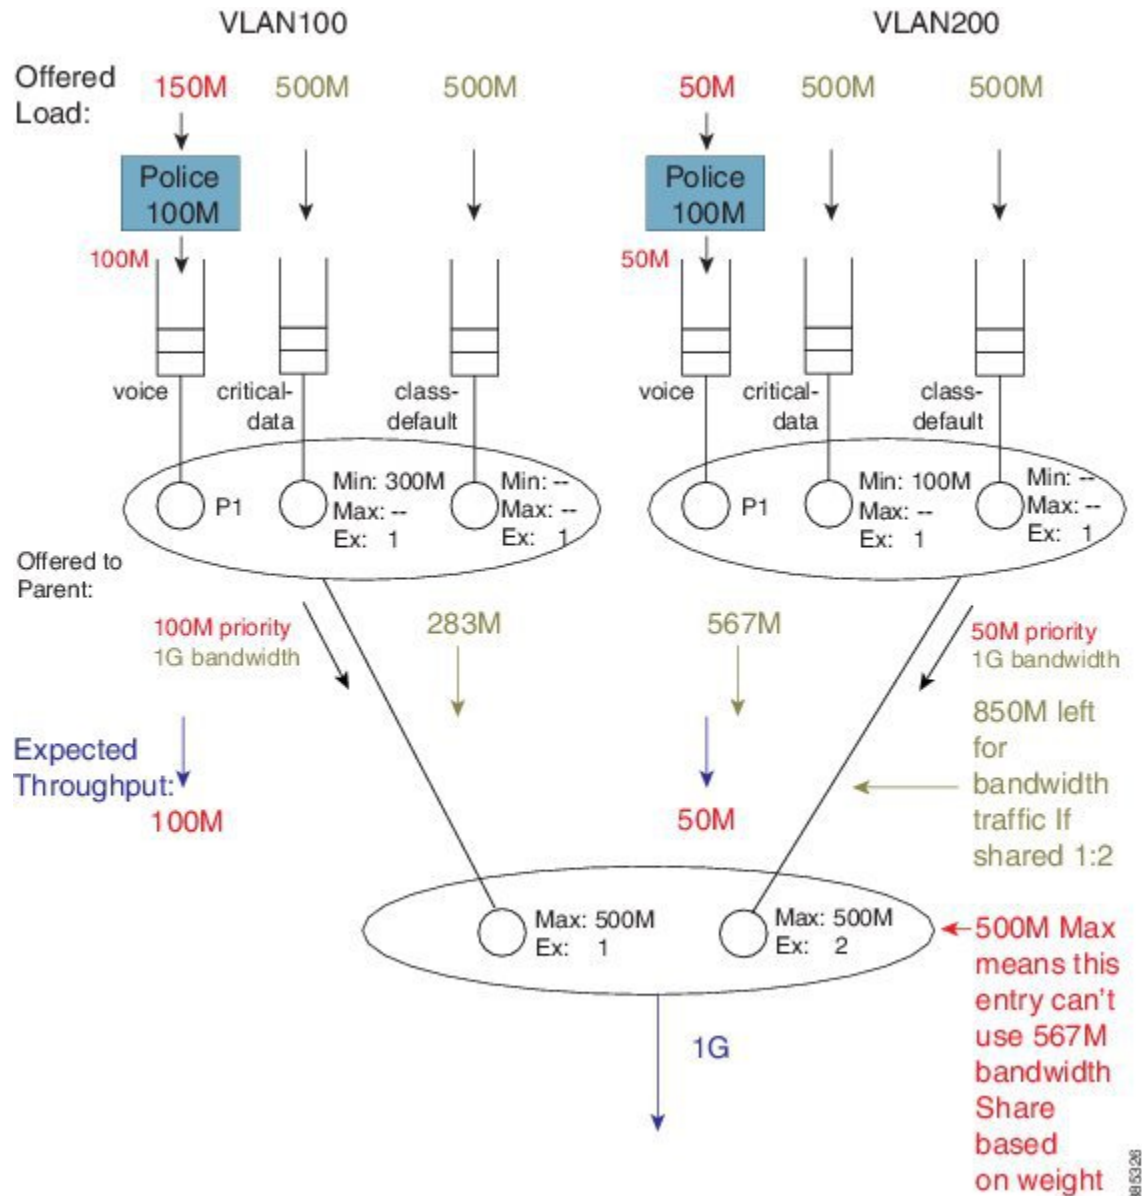 VLAN100
VLAN200
Offered
Load:
150M
500M
500M
50M
500M
500M
Police
100M
Police
100M
100M
50M
voice
critical-
data
class-
default
voice
critical-
data
class-
default
P1
Min: 300M
Max: --
Ex: 1
Min: --
Max: --
Ex: 1
P1
Min: 100M
Max: --
Ex: 1
Min: --
Max: --
Ex: 1
Offered to
Parent:
100M priority
1G bandwidth
283M
567M
50M priority
1G bandwidth
850M left
for
bandwidth
traffic If
shared 1:2
Expected
Throughput:
100M
50M
Max: 500M
Ex: 1
Max: 500M
Ex: 2
500M Max
means this
entry can't
use 567M
bandwidth
Share
based
on weight
1G